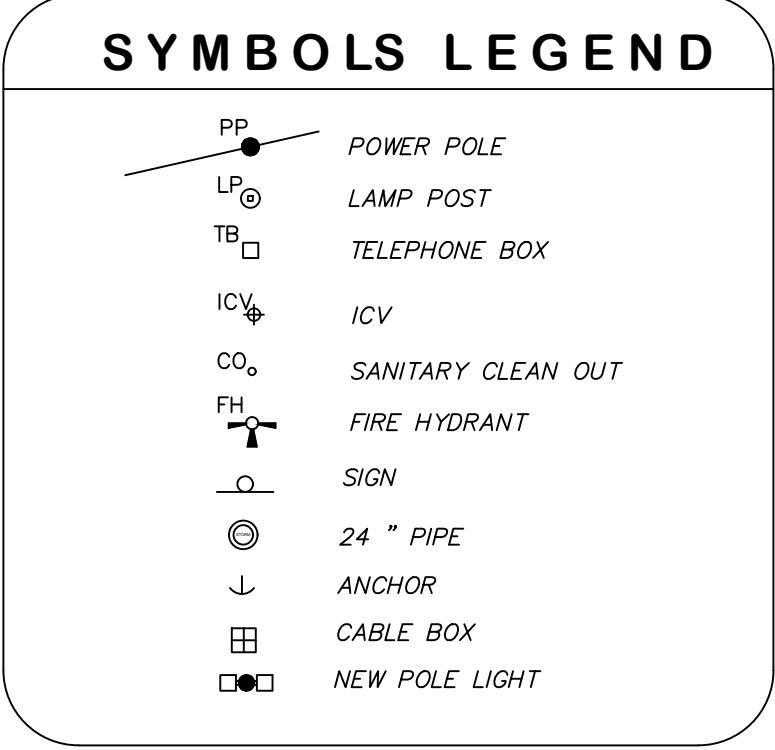 SYMBOLS LEGEND
PP POWER POLE
LP LAMP POST
TB TELEPHONE BOX
ICV ICV
CO SANITARY CLEAN OUT
FH FIRE HYDRANT
SIGN
STORM 24 " PIPE
ANCHOR
CABLE BOX
NEW POLE LIGHT